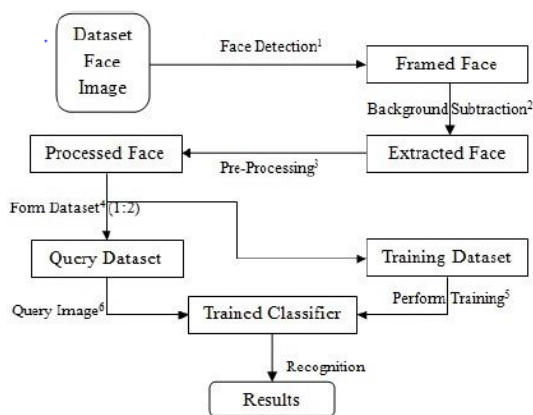 Dataset
Face
Image
Face Detection¹
Framed Face
Background Subtraction²
Extracted Face
Pre-Processing³
Processed Face
Form Dataset⁴ (1:2)
Query Dataset
Training Dataset
Query Image⁶
Perform Training⁵
Trained Classifier
Recognition
Results